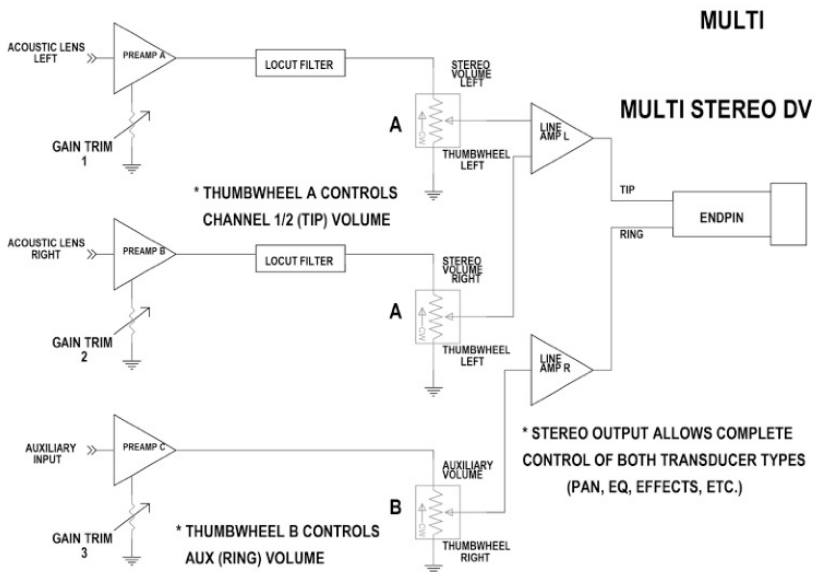 MULTI
MULTI STEREO DV
ACOUSTIC LENS
LEFT
PREAMP A
LOCUT FILTER
STEREO
VOLUME
LEFT
GAIN TRIM
1
A
CW
THUMBWHEEL
LEFT
LINE
AMP L
* THUMBWHEEL A CONTROLS
CHANNEL 1/2 (TIP) VOLUME
TIP
ENDPIN
RING
ACOUSTIC LENS
RIGHT
PREAMP B
LOCUT FILTER
STEREO
VOLUME
RIGHT
GAIN TRIM
2
A
CW
THUMBWHEEL
LEFT
LINE
AMP R
AUXILIARY
INPUT
PREAMP C
AUXILIARY
VOLUME
* STEREO OUTPUT ALLOWS COMPLETE
CONTROL OF BOTH TRANSDUCER TYPES
(PAN, EQ, EFFECTS, ETC.)
GAIN TRIM
3
* THUMBWHEEL B CONTROLS
AUX (RING) VOLUME
B
CW
THUMBWHEEL
RIGHT